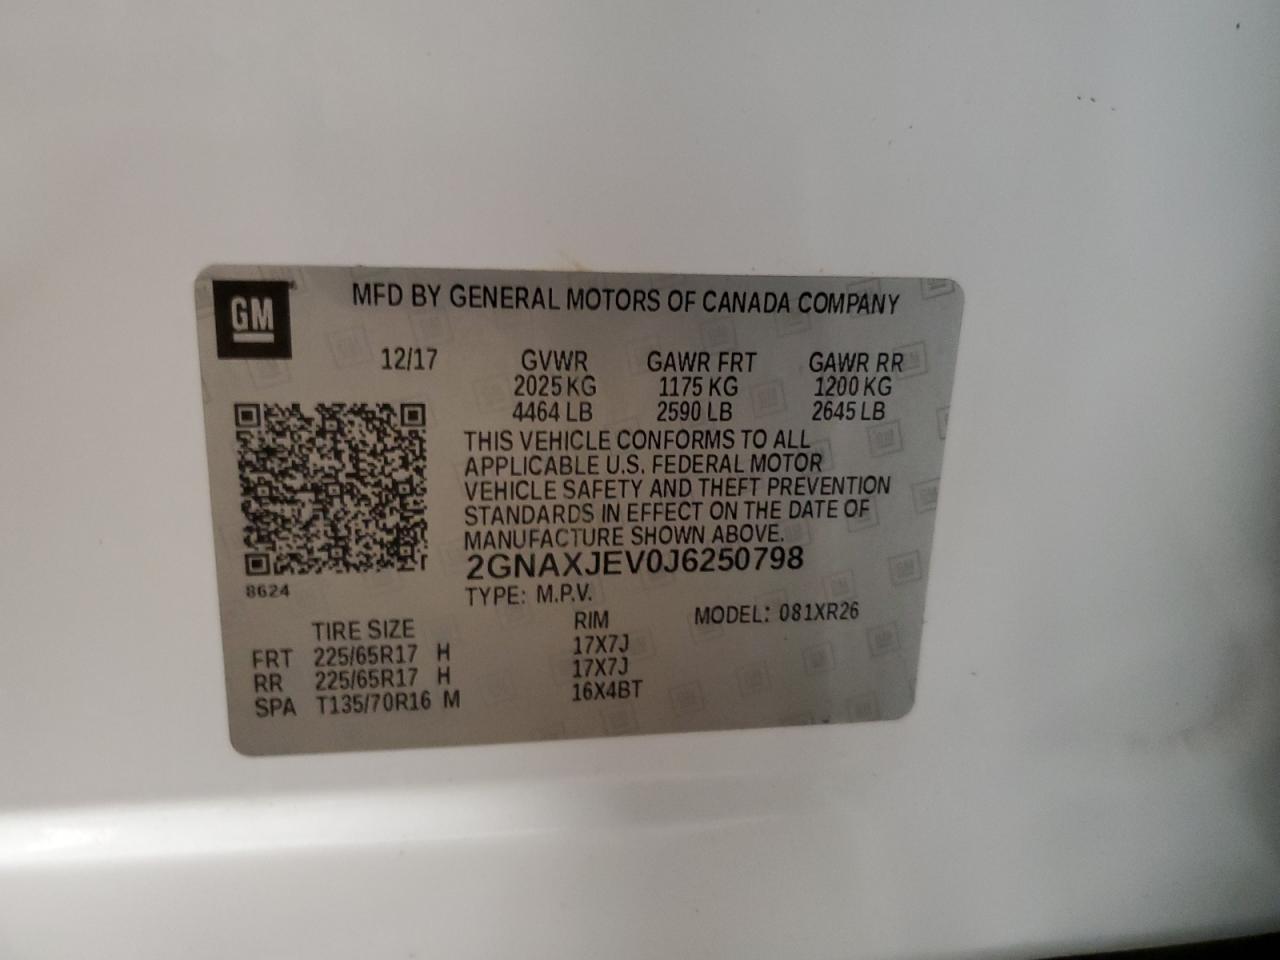 GM
MFD BY GENERAL MOTORS OF CANADA COMPANY
12/17 GVWR GAWR FRT GAWR RR
2025 KG 1175 KG 1200 KG
4464 LB 2590 LB 2645 LB
THIS VEHICLE CONFORMS TO ALL
APPLICABLE U.S. FEDERAL MOTOR
VEHICLE SAFETY AND THEFT PREVENTION
STANDARDS IN EFFECT ON THE DATE OF
MANUFACTURE SHOWN ABOVE.
2GNAXJEV0J6250798
8624
TYPE: M.P.V.
TIRE SIZE RIM MODEL: 081XR26
FRT 225/65R17 H 17X7J
RR 225/65R17 H 17X7J
SPA T135/70R16 M 16X4BT